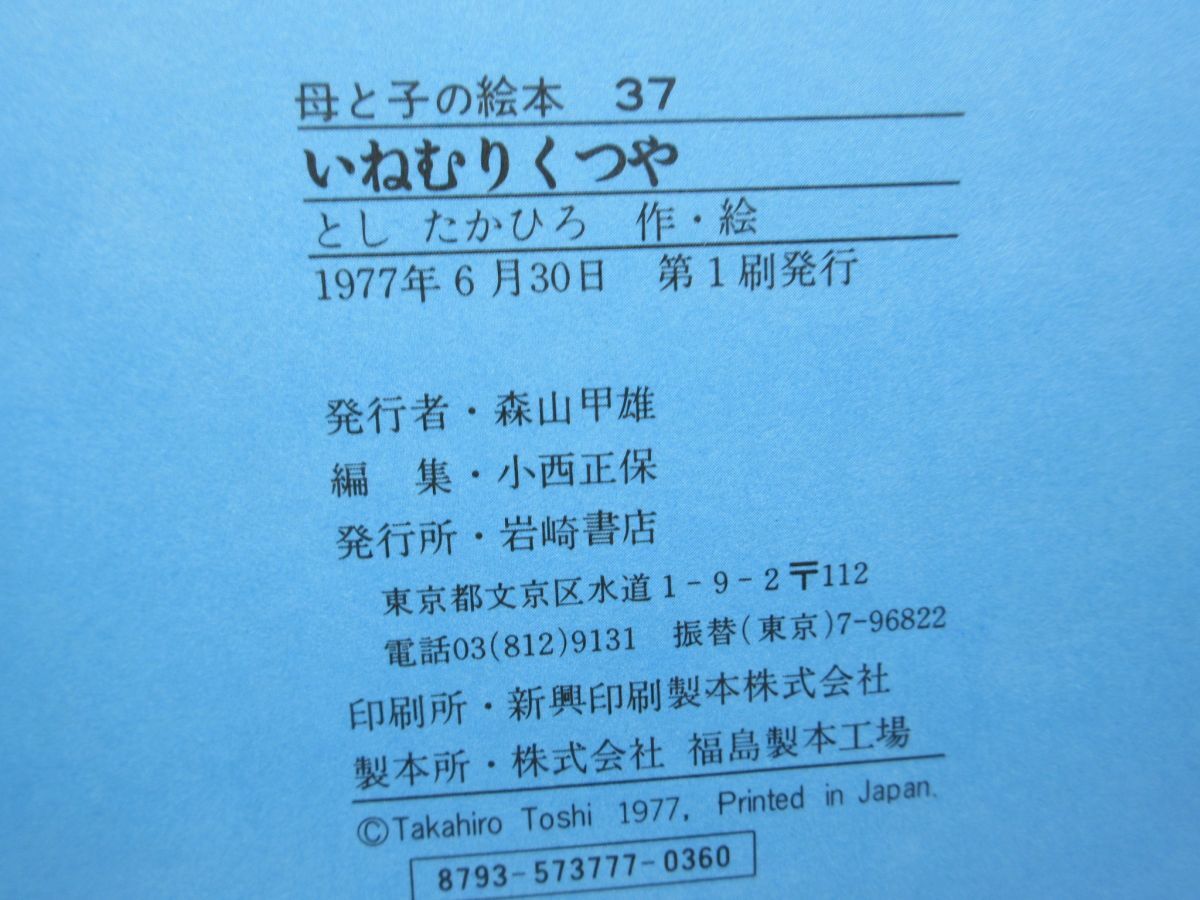 母と子の絵本 37
いねむりくつや
とし たかひろ 作・絵
1977年6月30日 第1刷発行
発行者・森山甲雄
編 集・小西正保
発行所・岩崎書店
東京都文京区水道1-9-2〒112
電話03(812)9131 振替(東京)7-96822
印刷所・新興印刷製本株式会社
製本所・株式会社 福島製本工場
©Takahiro Toshi 1977, Printed in Japan.
8793-573777-0360